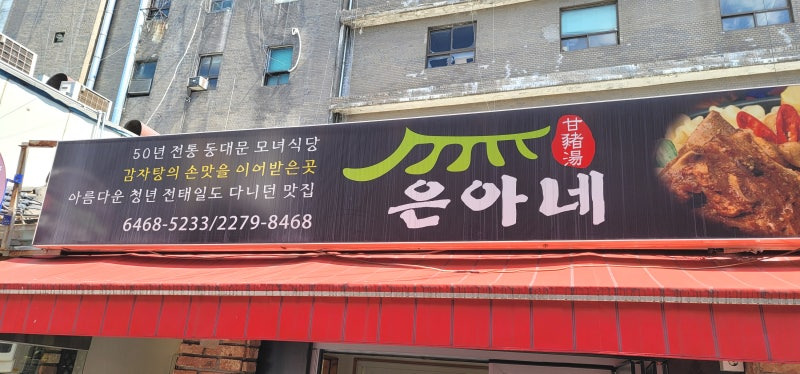 50년 전통 동대문 모녀식당
감자탕의 손맛을 이어받은곳
아름다운 청년 전태일도 다니던 맛집
6468-5233/2279-8468
은아네
甘豬湯